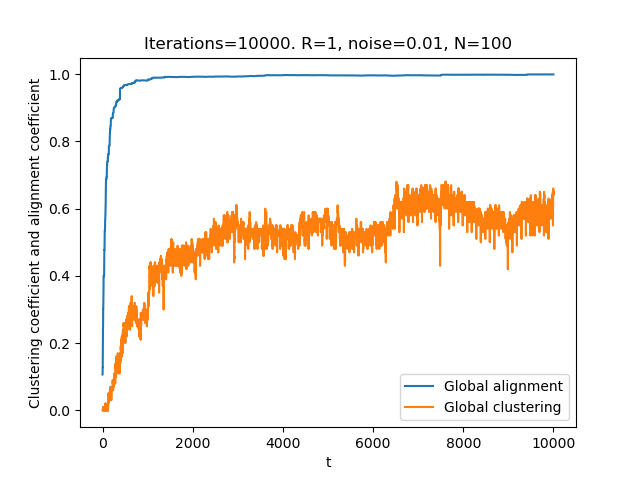 Iterations=10000. R=1, noise=0.01, N=100
Clustering coefficient and alignment coefficient
1.0
0.8
0.6
0.4
0.2
0.0
Global alignment
Global clustering
0 2000 4000 6000 8000 10000
t